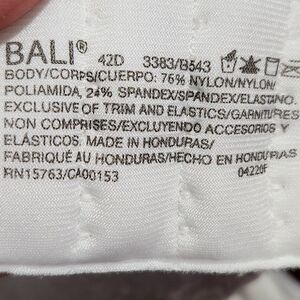 BALI® 42D 3383/B543
BODY/CORPS/CUERPO: 76% NYLON/NYLON/
POLIAMIDA, 24% SPANDEX/SPANDEX/ELASTANO
EXCLUSIVE OF TRIM AND ELASTICS/GARNITURES
NON COMPRISES/EXCLUYENDO ACCESORIOS Y
ELÁSTICOS. MADE IN HONDURAS/
FABRIQUÉ AU HONDURAS/HECHO EN HONDURAS
RN15763/CA00153 04220F